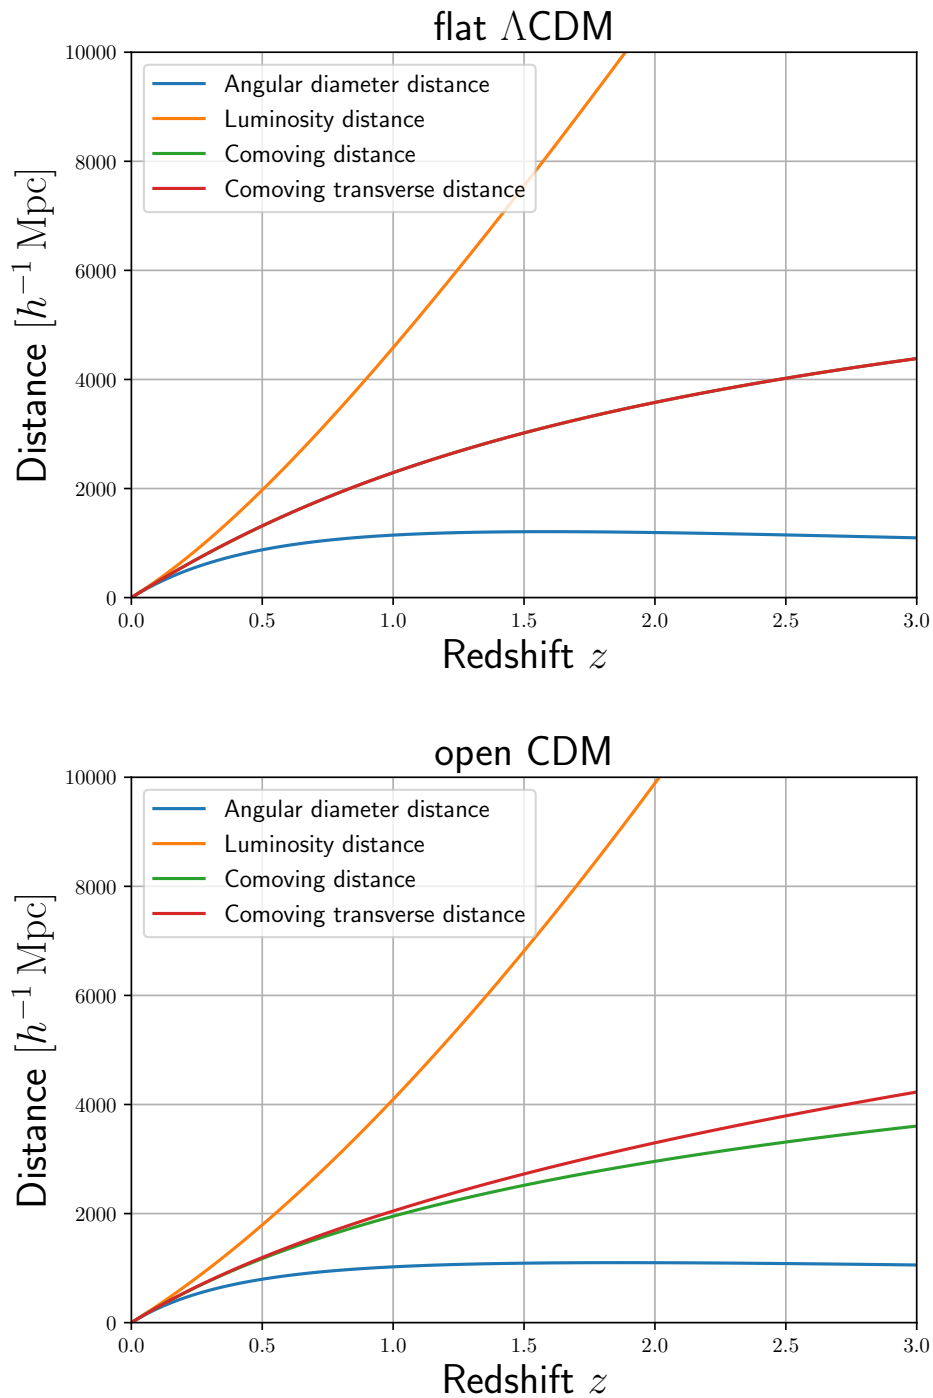 flat ΛCDM
10000
8000
6000
4000
2000
0
Distance [h⁻¹ Mpc]
Angular diameter distance
Luminosity distance
Comoving distance
Comoving transverse distance
0.0 0.5 1.0 1.5 2.0 2.5 3.0
Redshift z
open CDM
10000
8000
6000
4000
2000
0
Distance [h⁻¹ Mpc]
Angular diameter distance
Luminosity distance
Comoving distance
Comoving transverse distance
0.0 0.5 1.0 1.5 2.0 2.5 3.0
Redshift z